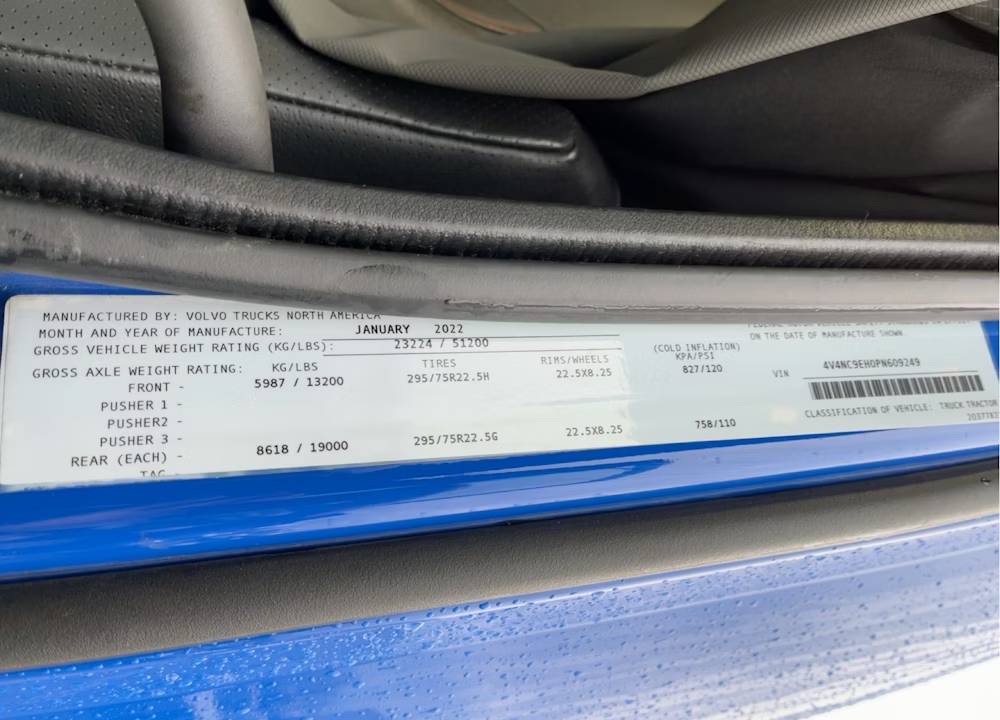 MANUFACTURED BY: VOLVO TRUCKS NORTH AMERICA
MONTH AND YEAR OF MANUFACTURE: JANUARY 2022
GROSS VEHICLE WEIGHT RATING (KG/LBS): 23224 / 51200
GROSS AXLE WEIGHT RATING: KG/LBS TIRES RIMS/WHEELS (COLD INFLATION) KPA/PSI
FRONT - 5987 / 13200 295/75R22.5H 22.5X8.25 827/120
PUSHER 1 -
PUSHER2 -
PUSHER 3 -
REAR (EACH) - 8618 / 19000 295/75R22.5G 22.5X8.25 758/110
TAG -
ON THE DATE OF MANUFACTURE SHOWN
VIN 4V4NC9EH0PN609249
CLASSIFICATION OF VEHICLE: TRUCK TRACTOR